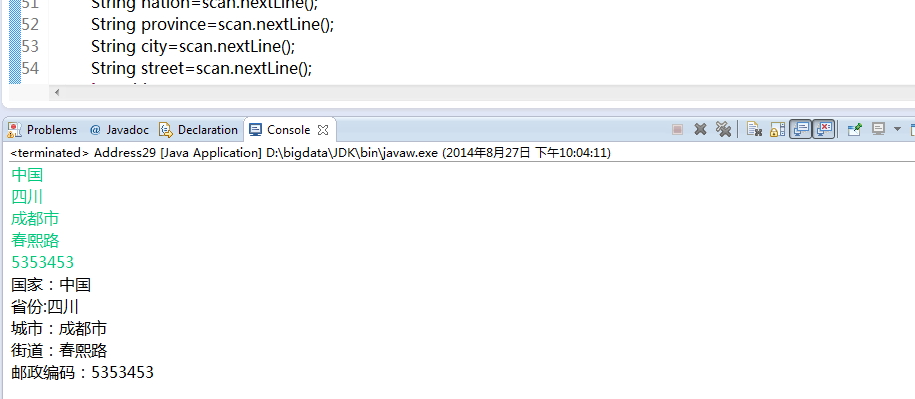 51 String nation=scan.nextLine();
52 String province=scan.nextLine();
53 String city=scan.nextLine();
54 String street=scan.nextLine();
Problems @ Javadoc Declaration Console
<terminated> Address29 [Java Application] D:\bigdata\JDK\bin\javaw.exe (2014年8月27日 下午10:04:11)
中国
四川
成都市
春熙路
5353453
国家：中国
省份:四川
城市：成都市
街道：春熙路
邮政编码：5353453